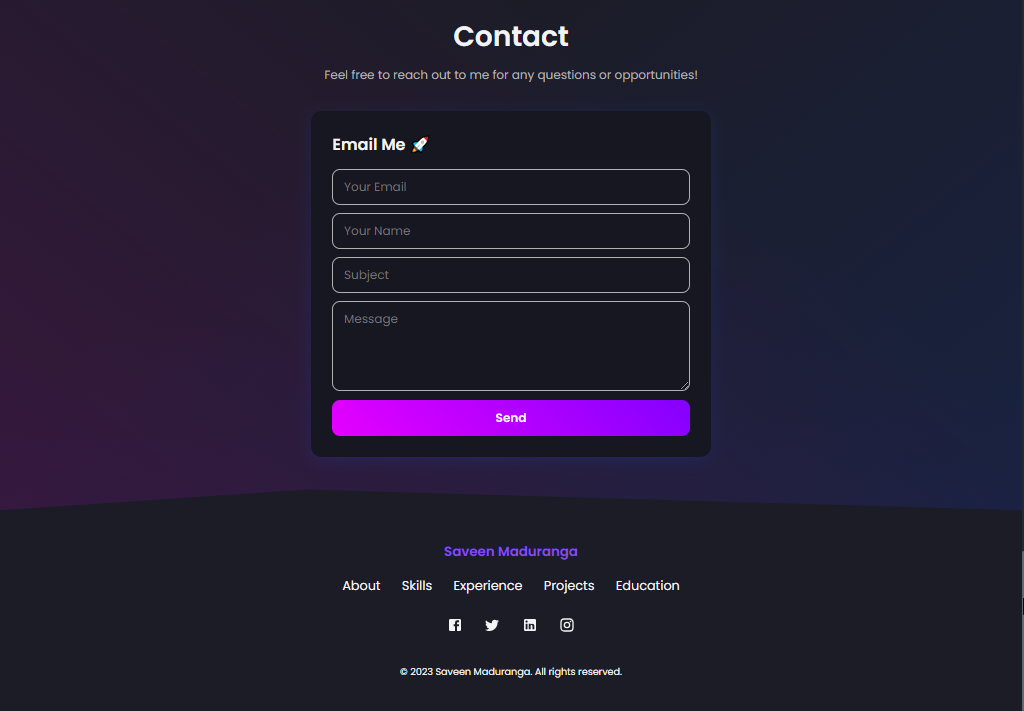 Contact
Feel free to reach out to me for any questions or opportunities!
Email Me 🚀
Your Email
Your Name
Subject
Message
Send
Saveen Maduranga
About Skills Experience Projects Education
© 2023 Saveen Maduranga. All rights reserved.